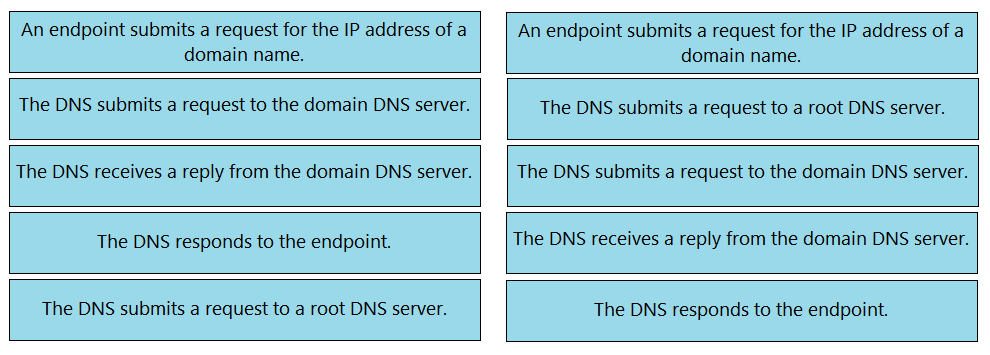 An endpoint submits a request for the IP address of a
domain name.
The DNS submits a request to the domain DNS server.
The DNS receives a reply from the domain DNS server.
The DNS responds to the endpoint.
The DNS submits a request to a root DNS server.
An endpoint submits a request for the IP address of a
domain name.
The DNS submits a request to a root DNS server.
The DNS submits a request to the domain DNS server.
The DNS receives a reply from the domain DNS server.
The DNS responds to the endpoint.